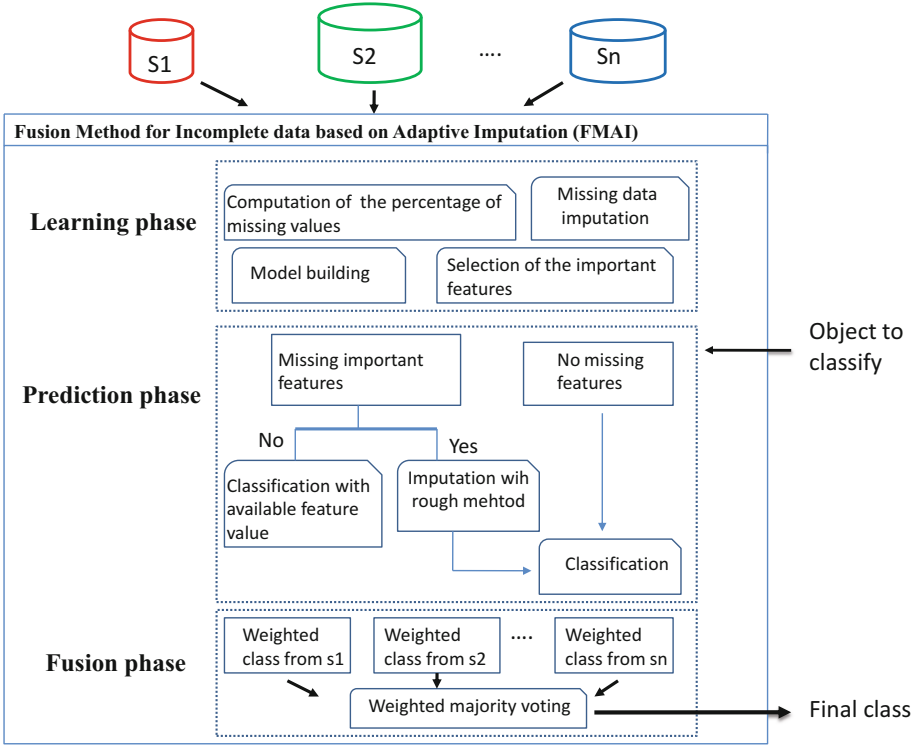 S1
S2
....
Sn
Fusion Method for Incomplete data based on Adaptive Imputation (FMAI)
Learning phase
Computation of the percentage of
missing values
Missing data
imputation
Model building
Selection of the important
features
Object to
classify
Prediction phase
Missing important
features
No missing
features
No
Yes
Classification with
available feature
value
Imputation wih
rough mehtod
Classification
Fusion phase
Weighted
class from s1
Weighted
class from s2
....
Weighted
class from sn
Weighted majority voting
Final class